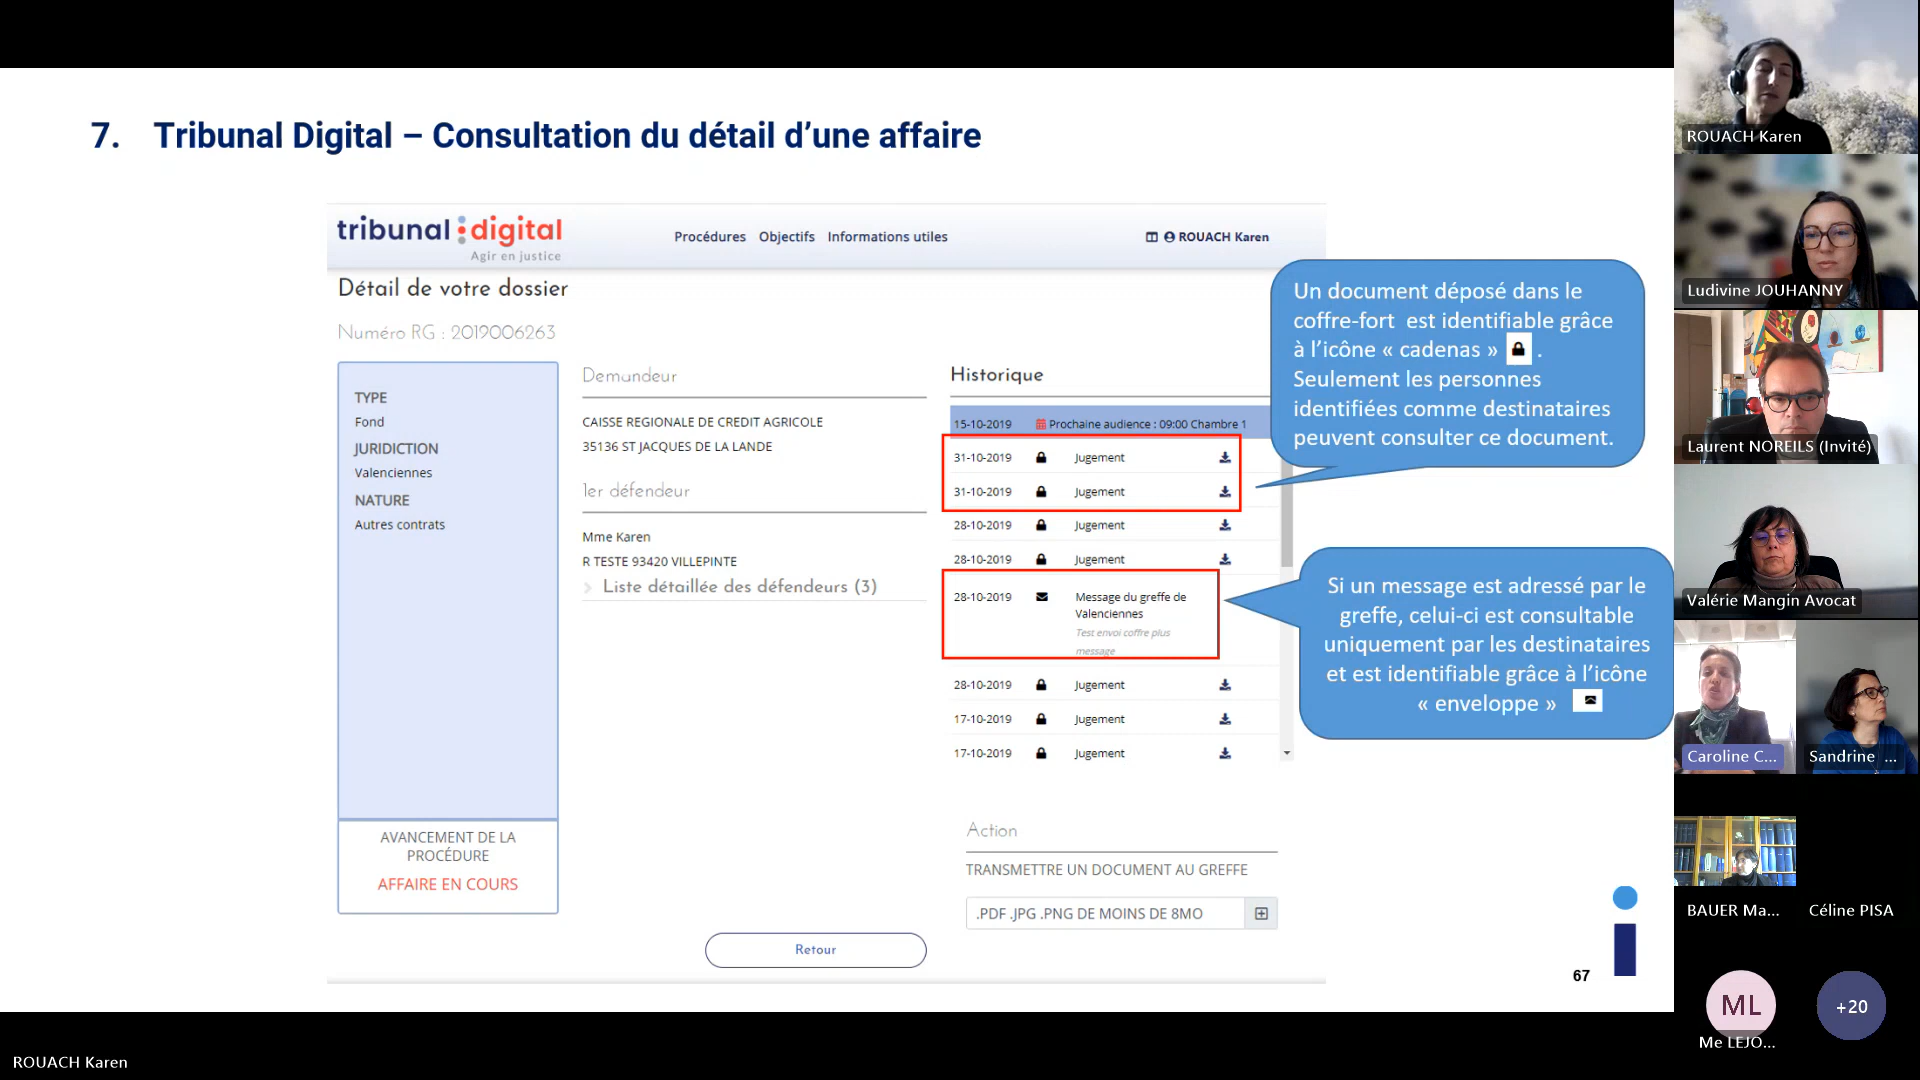 7. Tribunal Digital – Consultation du détail d’une affaire
tribunal digital
Agir en justice
Procédures Objectifs Informations utiles
ROUACH Karen
Détail de votre dossier
Numéro RG : 2019006263
TYPE
Fond
JURIDICTION
Valenciennes
NATURE
Autres contrats
AVANCEMENT DE LA
PROCÉDURE
AFFAIRE EN COURS
Demandeur
CAISSE REGIONALE DE CREDIT AGRICOLE
35136 ST JACQUES DE LA LANDE
1er défendeur
Mme Karen
R TESTE 93420 VILLEPINTE
Liste détaillée des défendeurs (3)
Historique
15-10-2019 Prochaine audience : 09:00 Chambre 1
31-10-2019 Jugement
31-10-2019 Jugement
28-10-2019 Jugement
28-10-2019 Jugement
28-10-2019 Message du greffe de
Valenciennes
Test envoi coffre plus
message
28-10-2019 Jugement
17-10-2019 Jugement
17-10-2019 Jugement
Action
TRANSMETTRE UN DOCUMENT AU GREFFE
.PDF .JPG .PNG DE MOINS DE 8MO
Retour
Un document déposé dans le
coffre-fort est identifiable grâce
à l’icône « cadenas » .
Seulement les personnes
identifiées comme destinataires
peuvent consulter ce document.
Si un message est adressé par le
greffe, celui-ci est consultable
uniquement par les destinataires
et est identifiable grâce à l’icône
« enveloppe »
67
ROUACH Karen
Ludivine JOUHANNY
Laurent NOREILS (Invité)
Valérie Mangin Avocat
Caroline C...
Sandrine ...
BAUER Ma...
Céline PISA
ML
Me LEJO...
+20
ROUACH Karen